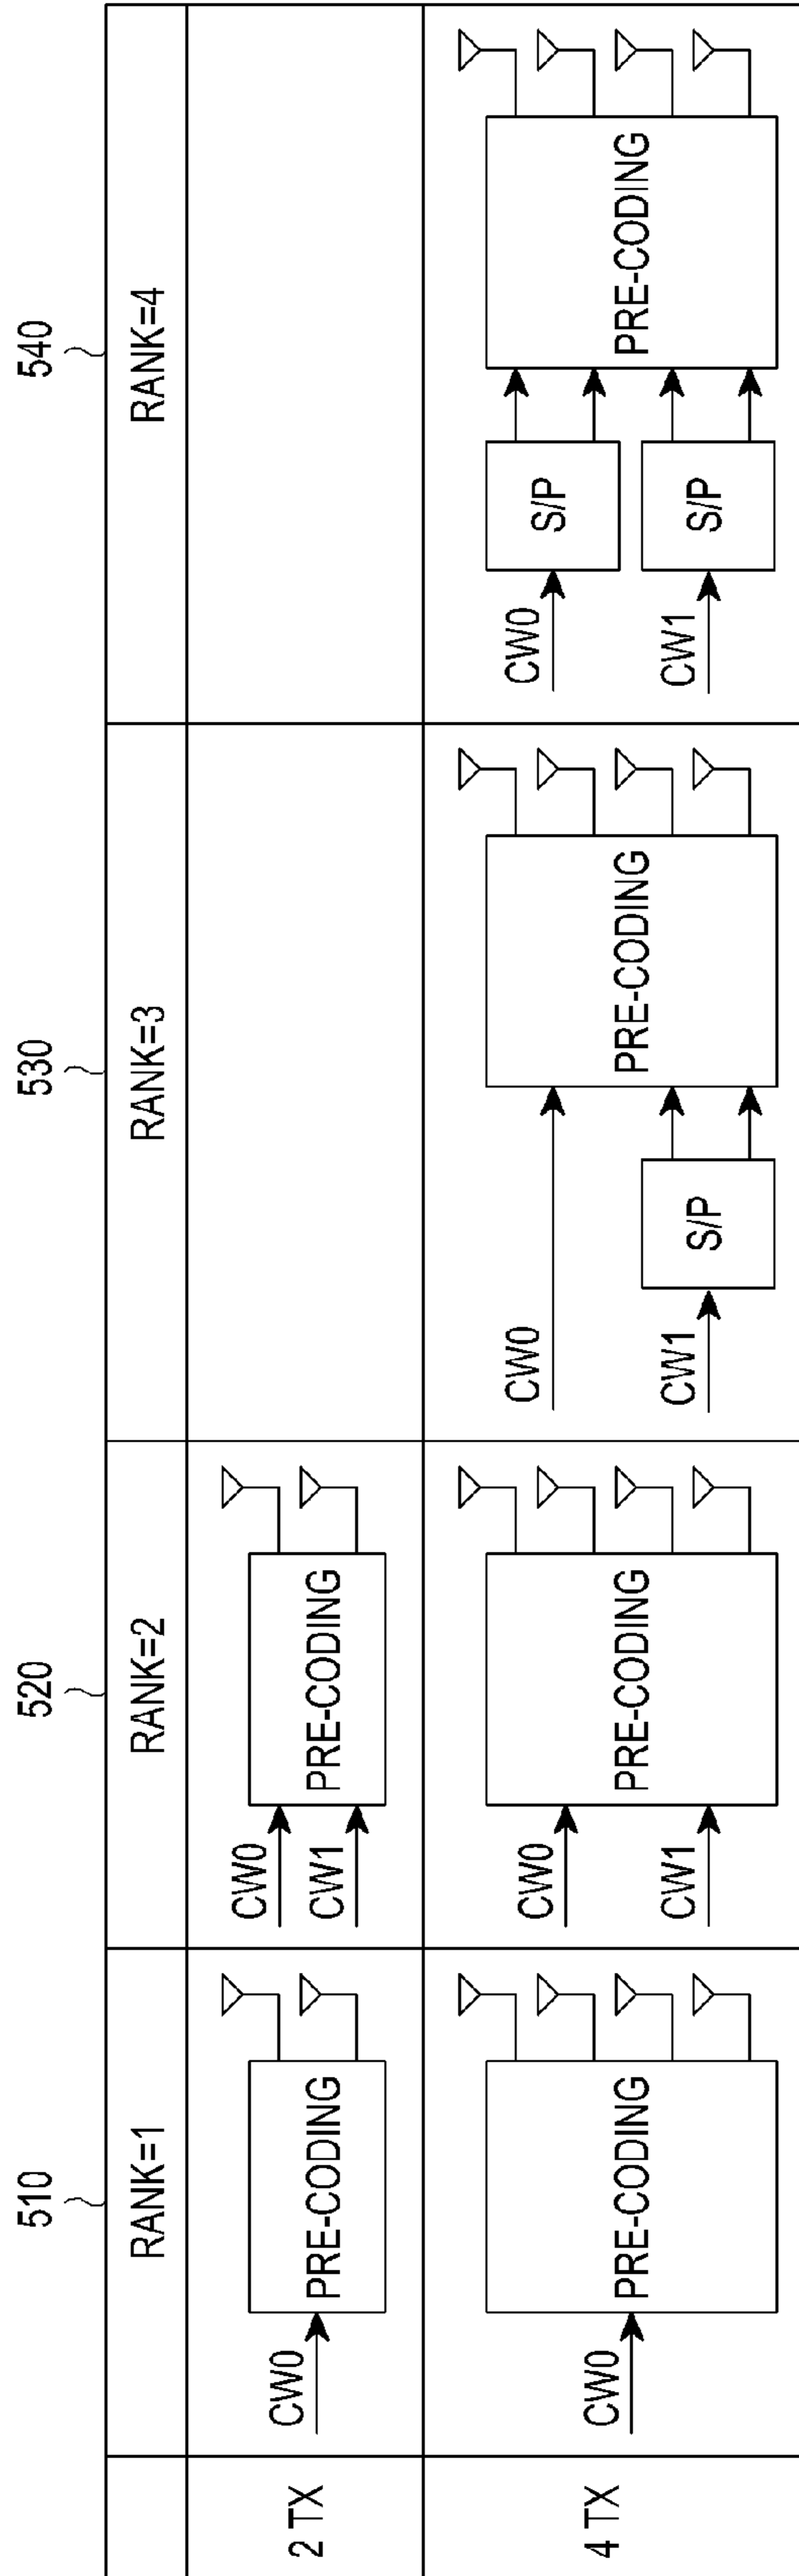 510
520
530
540
RANK=1
RANK=2
RANK=3
RANK=4
2 TX
CW0
PRE-CODING
CW0
CW1
PRE-CODING
4 TX
CW0
PRE-CODING
CW0
CW1
PRE-CODING
CW0
CW1
S/P
PRE-CODING
CW0
S/P
CW1
S/P
PRE-CODING